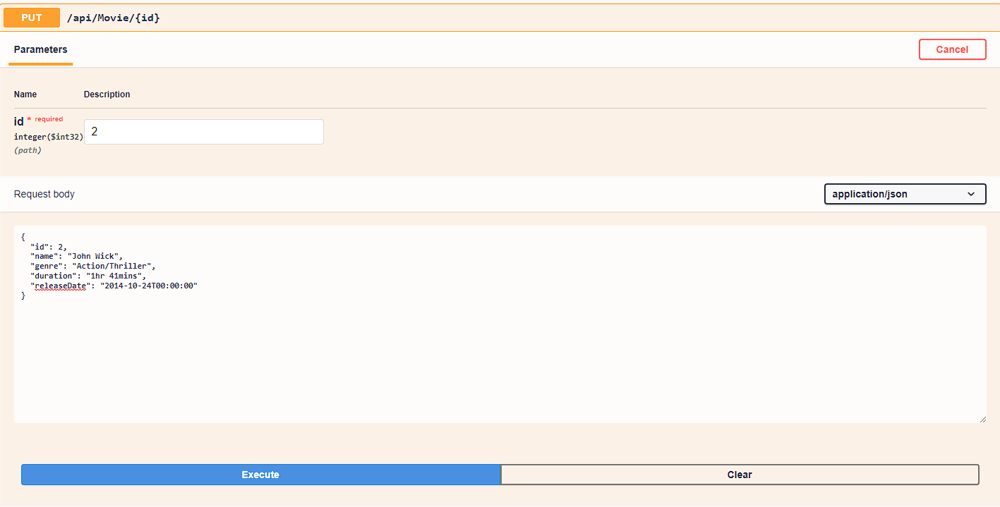 PUT /api/Movie/{id}
Parameters
Cancel
Name Description
id * required
integer($int32)
(path)
2
Request body
application/json
{
  "id": 2,
  "name": "John Wick",
  "genre": "Action/Thriller",
  "duration": "1hr 41mins",
  "releaseDate": "2014-10-24T00:00:00"
}
Execute
Clear